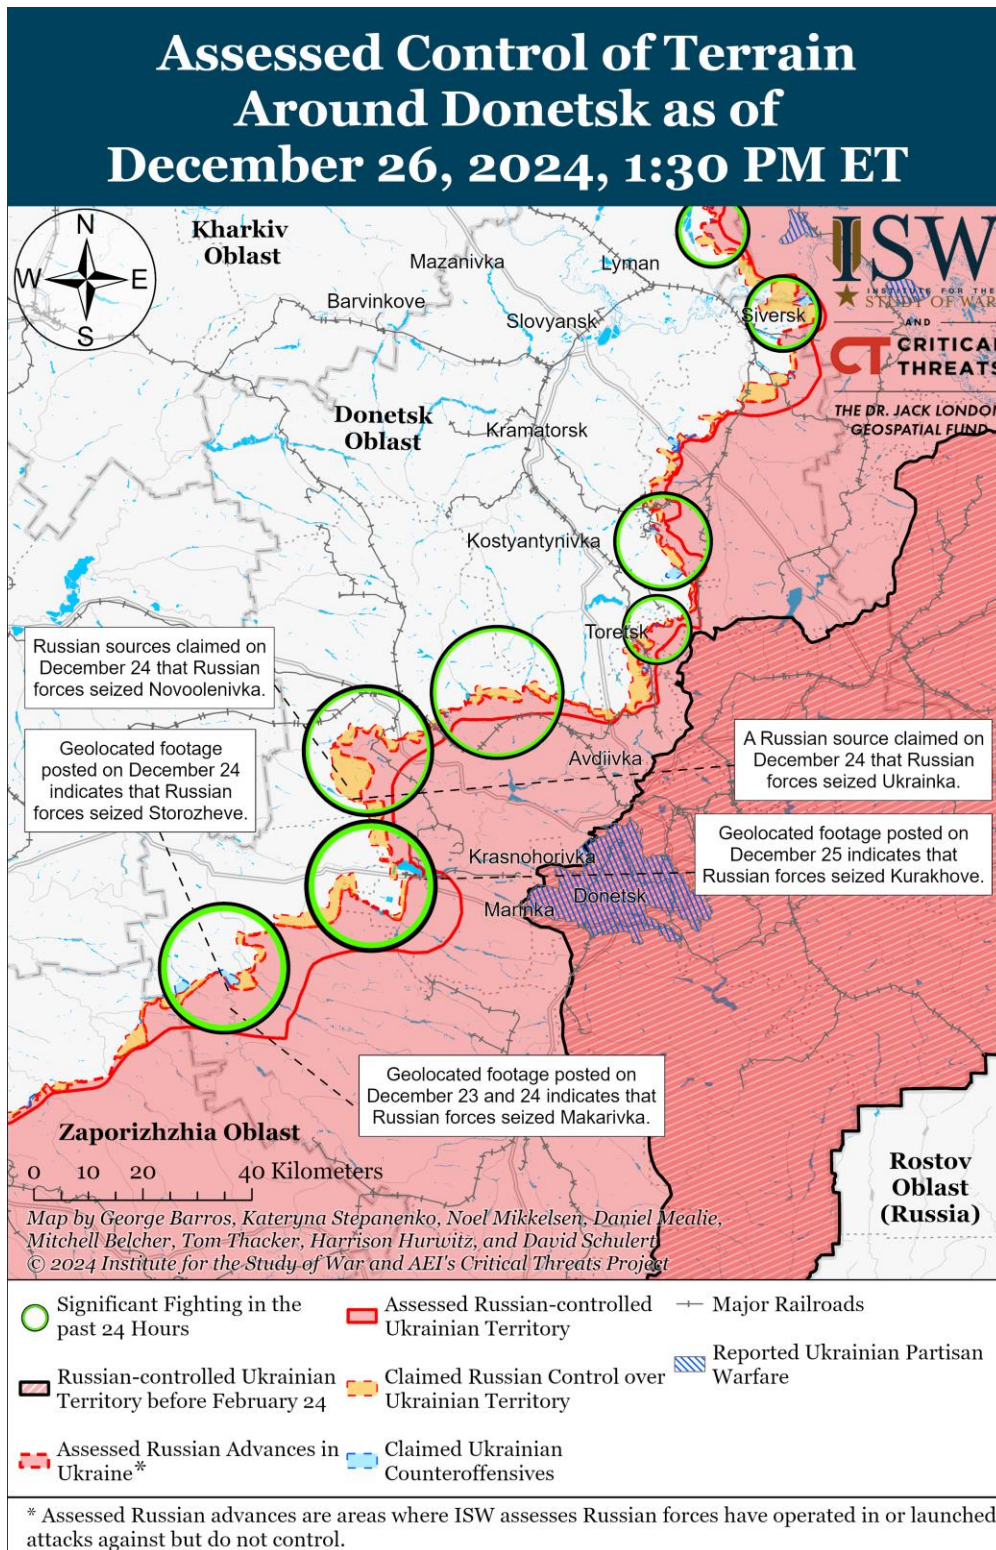 Assessed Control of Terrain
Around Donetsk as of
December 26, 2024, 1:30 PM ET
N
W
E
S
Kharkiv
Oblast
Mazanivka
Lyman
Barvinkove
Slovyansk
Siversk
ISW
INSTITUTE FOR THE
STUDY OF WAR
AND
CT CRITICAL
THREATS
THE DR. JACK LONDON
GEOSPATIAL FUND
Donetsk
Oblast
Kramatorsk
Kostyantynivka
Toretsk
Russian sources claimed on
December 24 that Russian
forces seized Novoolenivka.
Geolocated footage
posted on December 24
indicates that Russian
forces seized Storozheve.
Avdiivka
A Russian source claimed on
December 24 that Russian
forces seized Ukrainka.
Krasnohorivka
Marinka
Donetsk
Geolocated footage posted on
December 25 indicates that
Russian forces seized Kurakhove.
Geolocated footage posted on
December 23 and 24 indicates that
Russian forces seized Makarivka.
Zaporizhzhia Oblast
0 10 20 40 Kilometers
Rostov
Oblast
(Russia)
Map by George Barros, Kateryna Stepanenko, Noel Mikkelsen, Daniel Mealie,
Mitchell Belcher, Tom Thacker, Harrison Hurwitz, and David Schulert
© 2024 Institute for the Study of War and AEI's Critical Threats Project
Significant Fighting in the
past 24 Hours
Russian-controlled Ukrainian
Territory before February 24
Assessed Russian Advances in
Ukraine*
Assessed Russian-controlled
Ukrainian Territory
Claimed Russian Control over
Ukrainian Territory
Claimed Ukrainian
Counteroffensives
Major Railroads
Reported Ukrainian Partisan
Warfare
* Assessed Russian advances are areas where ISW assesses Russian forces have operated in or launched
attacks against but do not control.